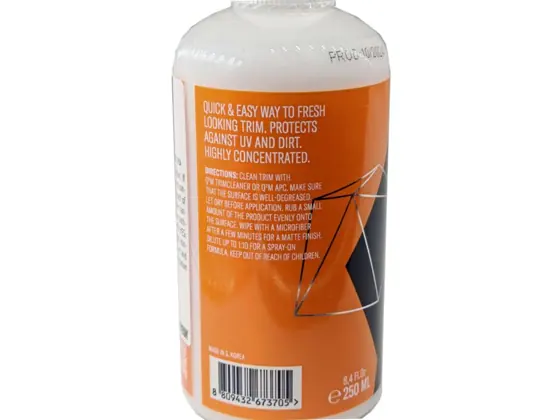 QUICK & EASY WAY TO FRESH
LOOKING TRIM. PROTECTS
AGAINST UV AND DIRT.
HIGHLY CONCENTRATED.
DIRECTIONS: CLEAN TRIM WITH
Q²M TRIMCLEANER OR Q²M APC. MAKE SURE
THAT THE SURFACE IS WELL-DEGREASED.
LET DRY BEFORE APPLICATION. RUB A SMALL
AMOUNT OF THE PRODUCT EVENLY ONTO
THE SURFACE. WIPE WITH A MICROFIBER
AFTER A FEW MINUTES FOR A MATTE FINISH.
DILUTE UP TO 1:10 FOR A SPRAY-ON
FORMULA. KEEP OUT OF REACH OF CHILDREN.
MADE IN S. KOREA
8 809432 673705 >
8.4 FL Oz
℮ 250 ML
PROD